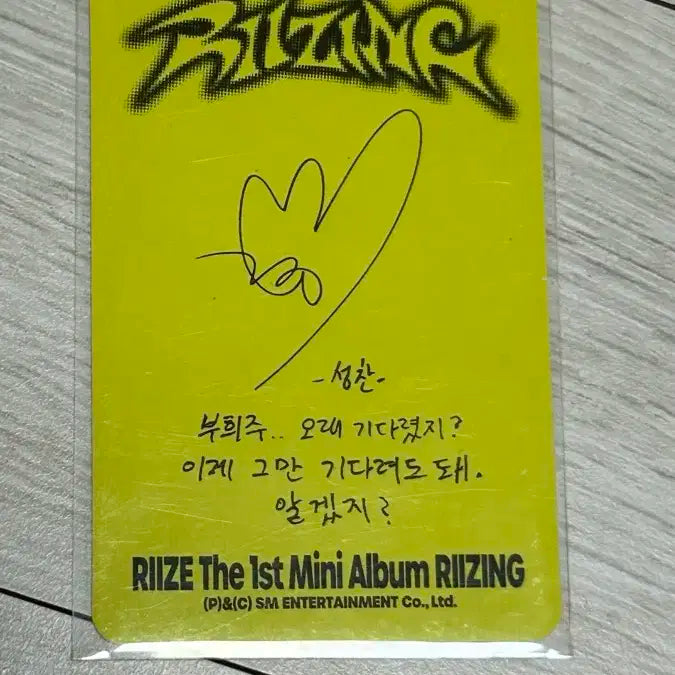 RIIZING
-성찬-
부희주.. 오래 기다렸지?
이제 그만 기다려도 돼.
알겠지?
RIIZE The 1st Mini Album RIIZING
(P)&(C) SM ENTERTAINMENT Co., Ltd.